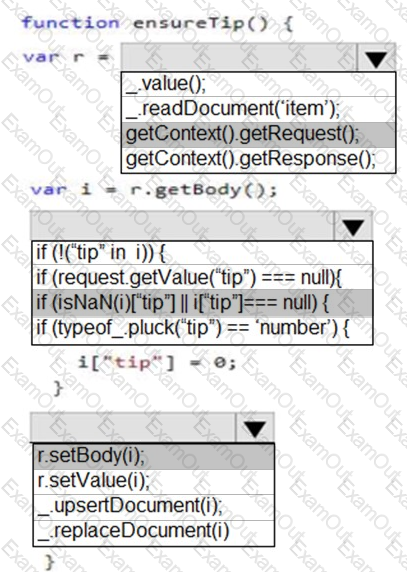 function ensureTip() {
var r =
_.value();
_.readDocument('item');
getContext().getRequest();
getContext().getResponse();
var i = r.getBody();
if (!("tip" in i)) {
if (request.getValue("tip") === null){
if (isNaN(i)["tip"] || i["tip"]=== null) {
if (typeof_.pluck("tip") == 'number') {
i["tip"] = 0;
}
r.setBody(i);
r.setValue(i);
_.upsertDocument(i);
_.replaceDocument(i)
}